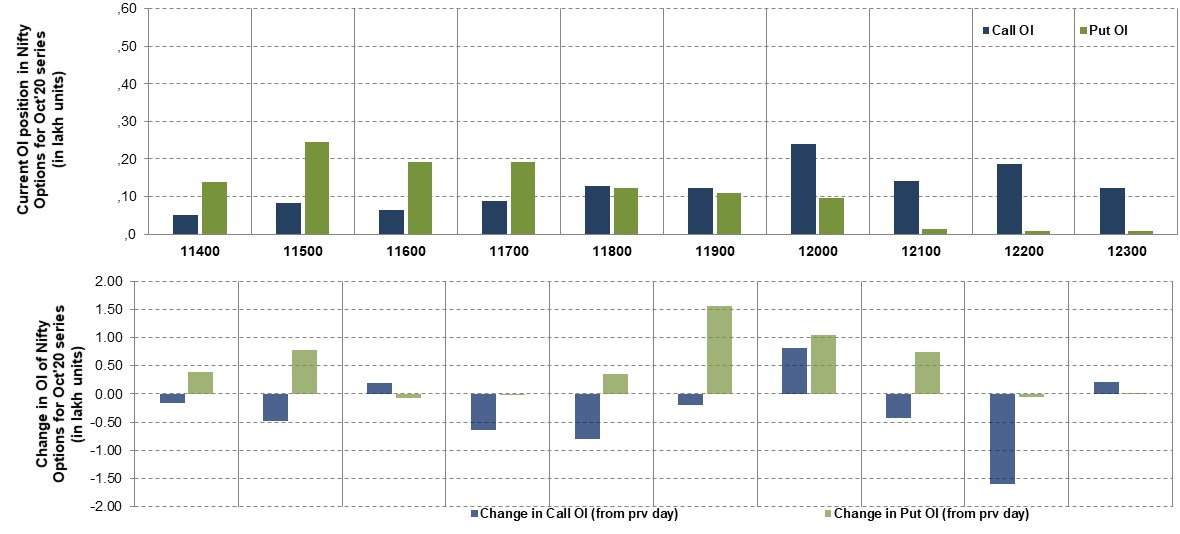 Current OI position in Nifty
Options for Oct'20 series
(in lakh units)
,60
,50
,40
,30
,20
,10
,0
Call OI
Put OI
11400 11500 11600 11700 11800 11900 12000 12100 12200 12300
Change in OI of Nifty
Options for Oct'20 series
(in lakh units)
2.00
1.50
1.00
0.50
0.00
-0.50
-1.00
-1.50
-2.00
Change in Call OI (from prv day)
Change in Put OI (from prv day)